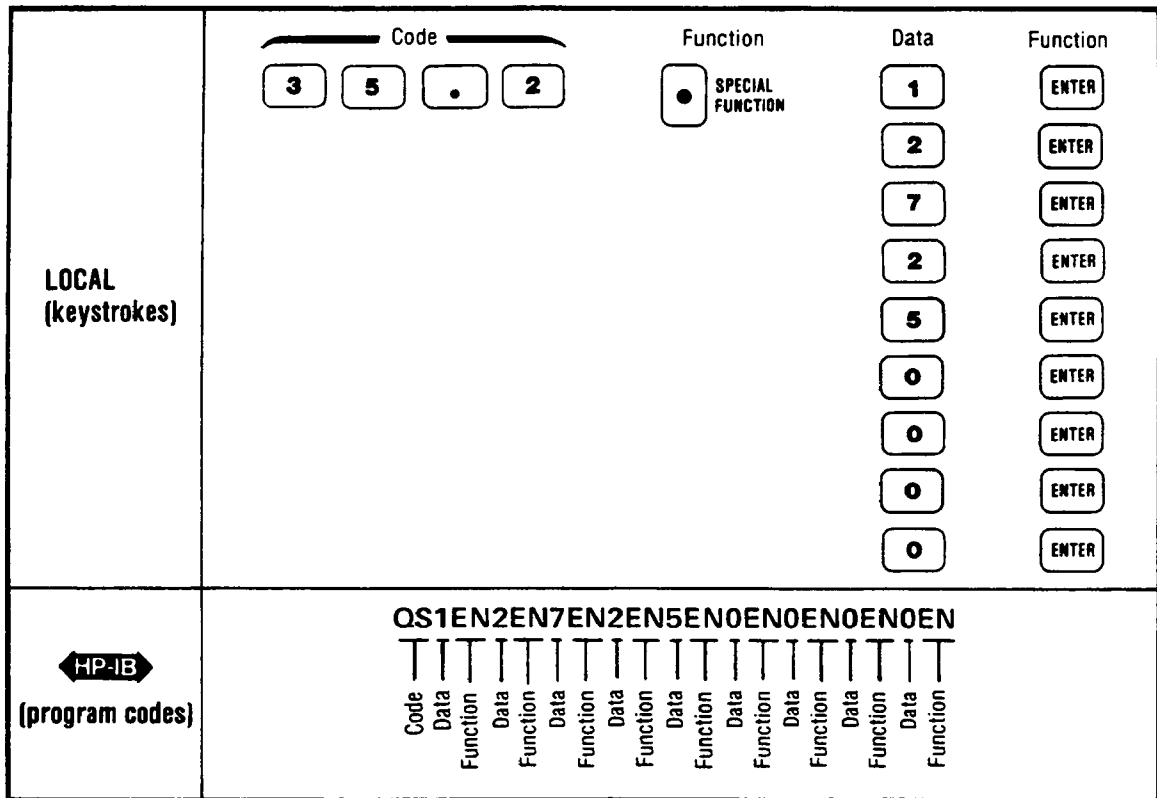 Code Function Data Function
3 5 . 2 SPECIAL FUNCTION 1 ENTER
2 ENTER
7 ENTER
2 ENTER
5 ENTER
0 ENTER
0 ENTER
0 ENTER
0 ENTER
LOCAL
(keystrokes)
QS1EN2EN7EN2EN5EN0EN0EN0EN0EN
Code Data Function Data Function Data Function Data Function Data Function Data Function Data Function Data Function Data Function
HP-IB
(program codes)